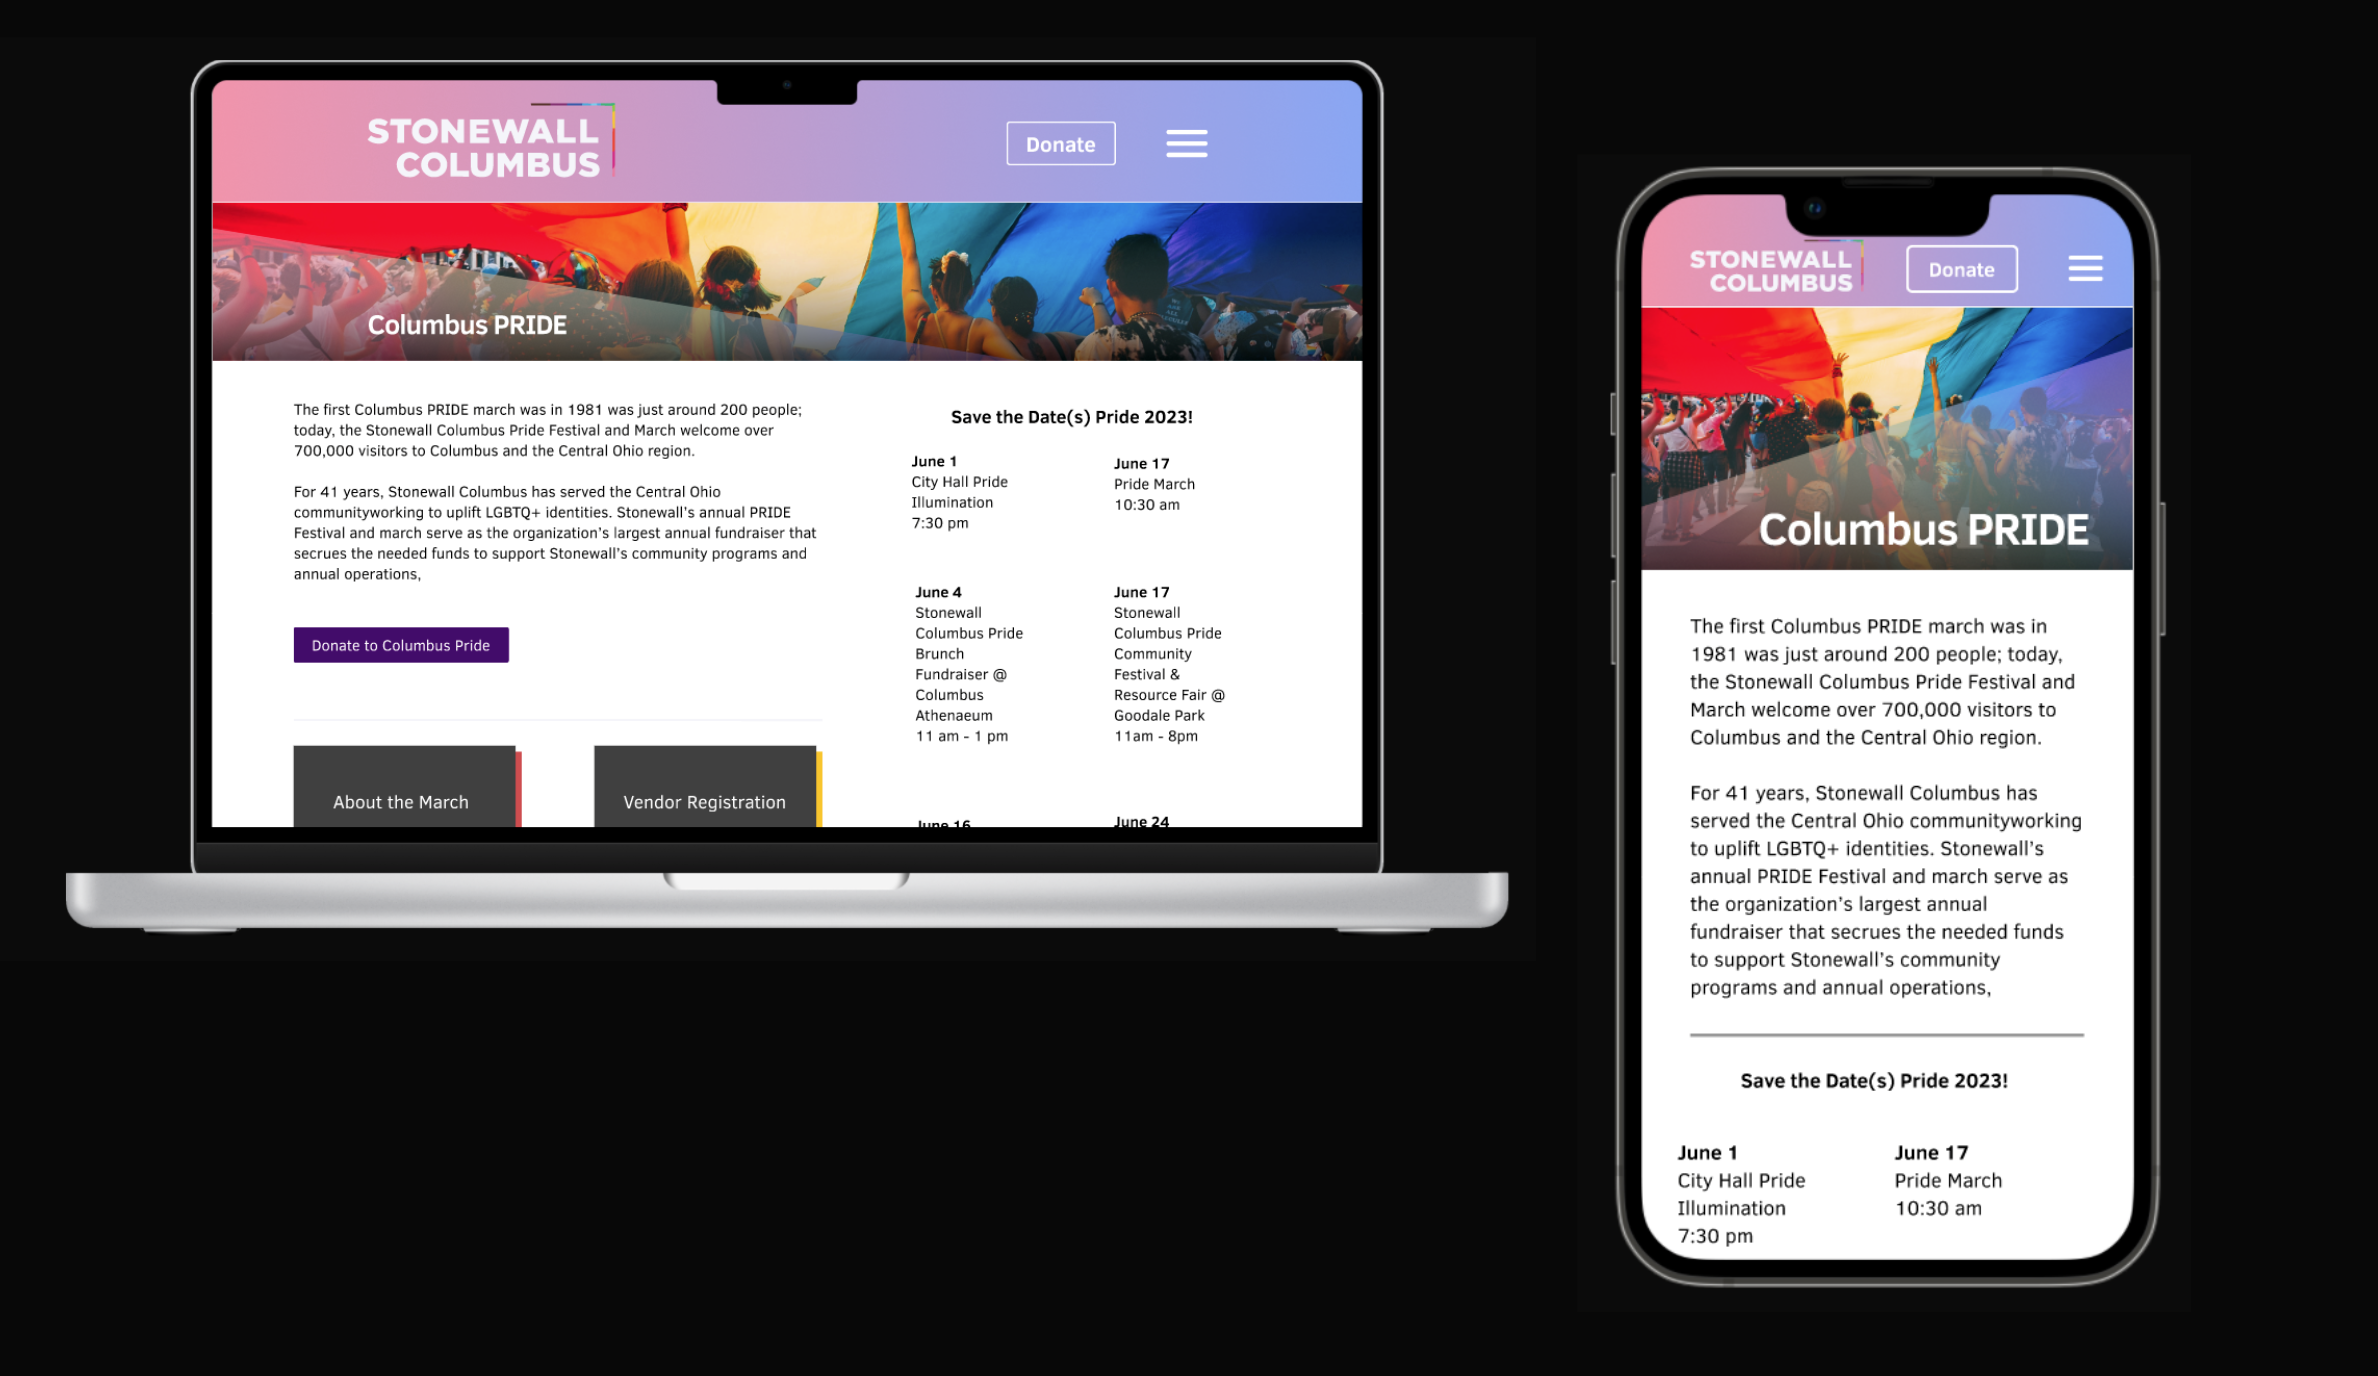 STONEWALL
COLUMBUS
Donate
Columbus PRIDE
The first Columbus PRIDE march was in 1981 was just around 200 people;
today, the Stonewall Columbus Pride Festival and March welcome over
700,000 visitors to Columbus and the Central Ohio region.
For 41 years, Stonewall Columbus has served the Central Ohio
communityworking to uplift LGBTQ+ identities. Stonewall's annual PRIDE
Festival and march serve as the organization's largest annual fundraiser that
secrues the needed funds to support Stonewall's community programs and
annual operations,
Donate to Columbus Pride
About the March
Vendor Registration
Save the Date(s) Pride 2023!
June 1
City Hall Pride
Illumination
7:30 pm
June 17
Pride March
10:30 am
June 4
Stonewall
Columbus Pride
Brunch
Fundraiser @
Columbus
Athenaeum
11 am - 1 pm
June 17
Stonewall
Columbus Pride
Community
Festival &
Resource Fair @
Goodale Park
11am - 8pm
June 16
June 24
STONEWALL
COLUMBUS
Donate
Columbus PRIDE
The first Columbus PRIDE march was in
1981 was just around 200 people; today,
the Stonewall Columbus Pride Festival and
March welcome over 700,000 visitors to
Columbus and the Central Ohio region.
For 41 years, Stonewall Columbus has
served the Central Ohio communityworking
to uplift LGBTQ+ identities. Stonewall's
annual PRIDE Festival and march serve as
the organization's largest annual
fundraiser that secrues the needed funds
to support Stonewall's community
programs and annual operations,
Save the Date(s) Pride 2023!
June 1
City Hall Pride
Illumination
7:30 pm
June 17
Pride March
10:30 am